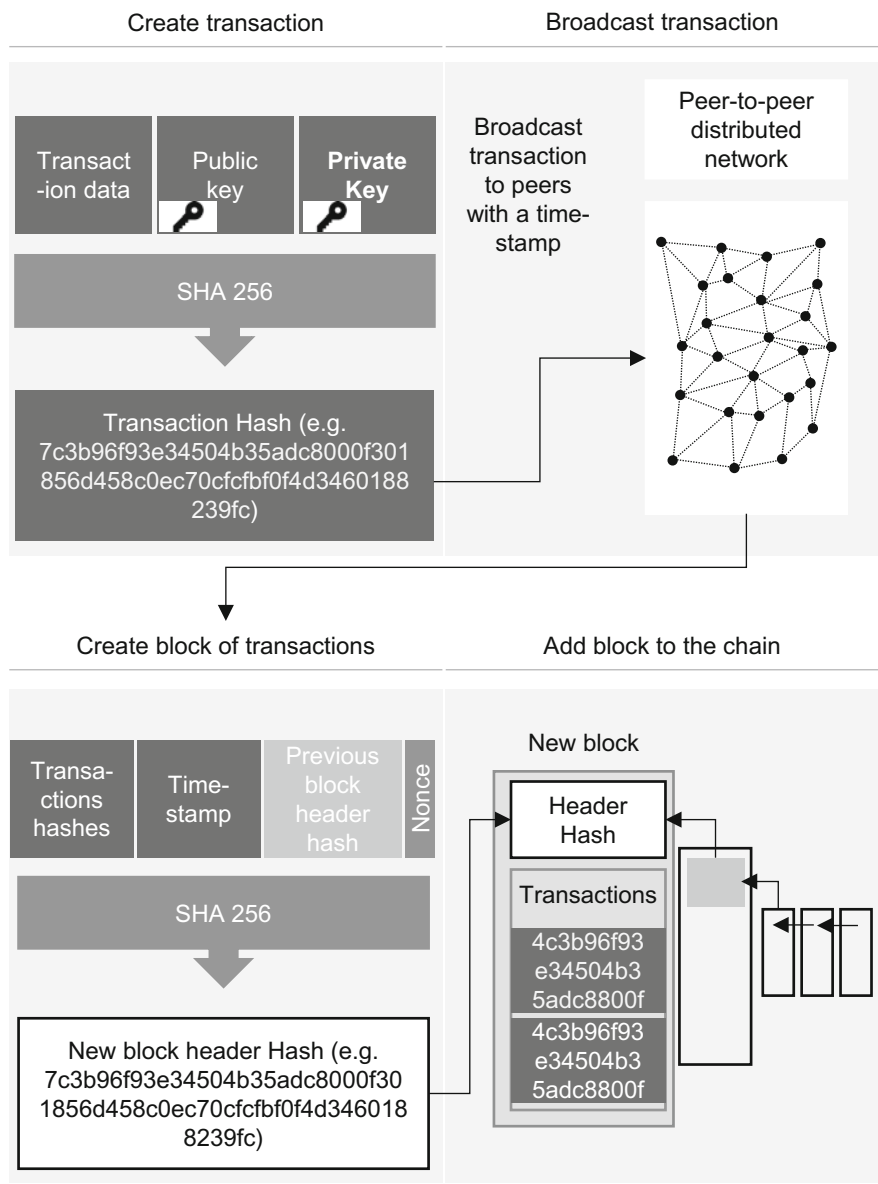 Create transaction
Broadcast transaction
Transact
-ion data
Public
key
Private
Key
SHA 256
Transaction Hash (e.g.
7c3b96f93e34504b35adc8000f301
856d458c0ec70cfcfbf0f4d3460188
239fc)
Broadcast
transaction
to peers
with a time-
stamp
Peer-to-peer
distributed
network
Create block of transactions
Add block to the chain
Transa-
ctions
hashes
Time-
stamp
Previous
block
header
hash
Nonce
SHA 256
New block header Hash (e.g.
7c3b96f93e34504b35adc8000f30
1856d458c0ec70cfcfbf0f4d346018
8239fc)
New block
Header
Hash
Transactions
4c3b96f93
e34504b3
5adc8800f
4c3b96f93
e34504b3
5adc8800f